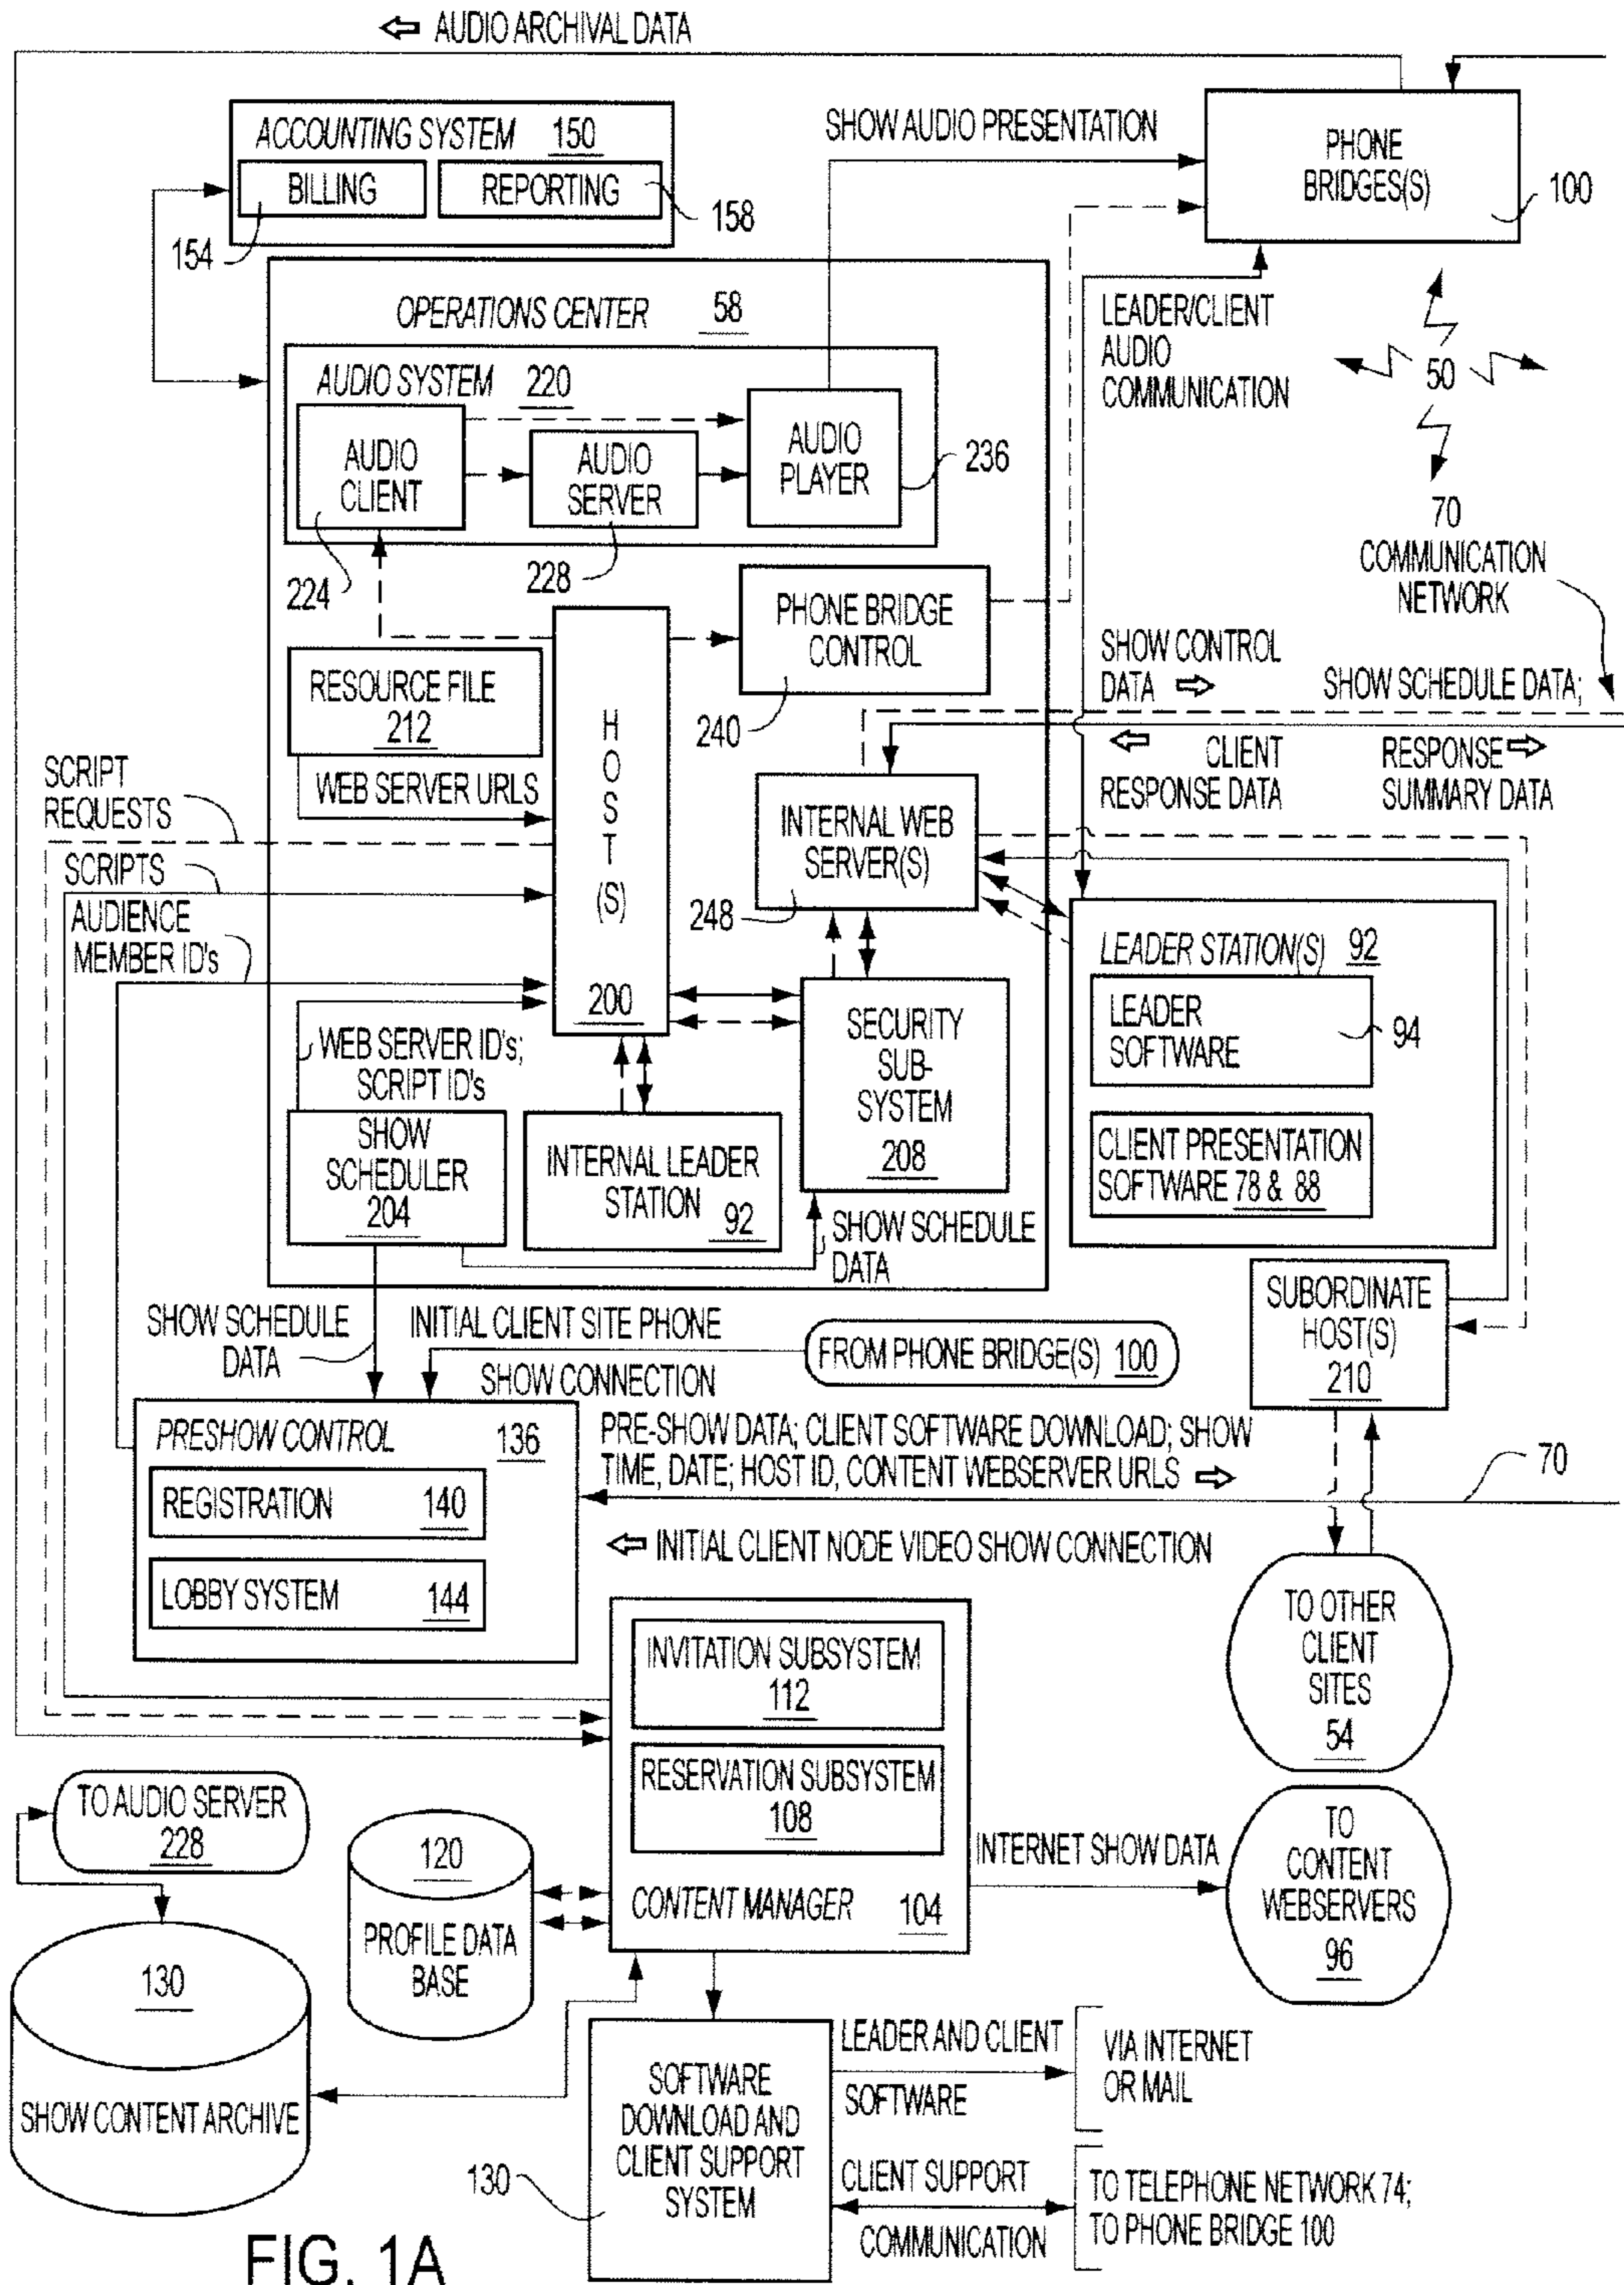 ⇦ AUDIO ARCHIVAL DATA
ACCOUNTING SYSTEM 150
BILLING
REPORTING
154
158
SHOW AUDIO PRESENTATION
PHONE
BRIDGES(S)
100
OPERATIONS CENTER 58
AUDIO SYSTEM 220
AUDIO
CLIENT
AUDIO
SERVER
AUDIO
PLAYER
236
224
228
LEADER/CLIENT
AUDIO
COMMUNICATION
50
70
COMMUNICATION
NETWORK
PHONE BRIDGE
CONTROL
240
RESOURCE FILE
212
WEB SERVER URLS
HOST(S)
200
SHOW CONTROL
DATA ⇨
SHOW SCHEDULE DATA;
⇦ CLIENT
RESPONSE DATA
RESPONSE ⇨
SUMMARY DATA
SCRIPT
REQUESTS
SCRIPTS
AUDIENCE
MEMBER ID's
INTERNAL WEB
SERVER(S)
248
LEADER STATION(S) 92
LEADER
SOFTWARE
94
CLIENT PRESENTATION
SOFTWARE 78 & 88
SECURITY
SUB-
SYSTEM
208
WEB SERVER ID's;
SCRIPT ID's
SHOW
SCHEDULER
204
INTERNAL LEADER
STATION 92
SHOW SCHEDULE
DATA
SUBORDINATE
HOST(S)
210
SHOW SCHEDULE
DATA
INITIAL CLIENT SITE PHONE
SHOW CONNECTION
FROM PHONE BRIDGE(S) 100
PRESHOW CONTROL 136
REGISTRATION 140
LOBBY SYSTEM 144
PRE-SHOW DATA; CLIENT SOFTWARE DOWNLOAD; SHOW
TIME, DATE; HOST ID, CONTENT WEBSERVER URLS ⇨
70
⇦ INITIAL CLIENT NODE VIDEO SHOW CONNECTION
TO OTHER
CLIENT
SITES
54
INVITATION SUBSYSTEM
112
RESERVATION SUBSYSTEM
108
CONTENT MANAGER 104
INTERNET SHOW DATA
TO
CONTENT
WEBSERVERS
96
TO AUDIO SERVER
228
120
PROFILE DATA
BASE
130
SHOW CONTENT ARCHIVE
SOFTWARE
DOWNLOAD AND
CLIENT SUPPORT
SYSTEM
130
LEADER AND CLIENT
SOFTWARE
VIA INTERNET
OR MAIL
CLIENT SUPPORT
COMMUNICATION
TO TELEPHONE NETWORK 74;
TO PHONE BRIDGE 100
FIG. 1A